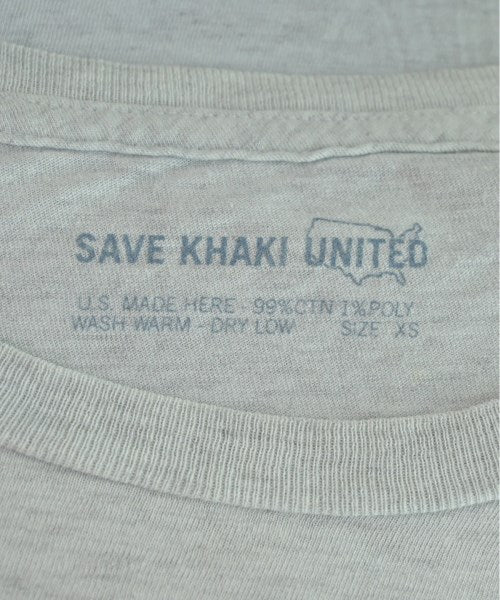 SAVE KHAKI UNITED
U.S. MADE HERE - 99%CTN 1%POLY
WASH WARM - DRY LOW SIZE XS